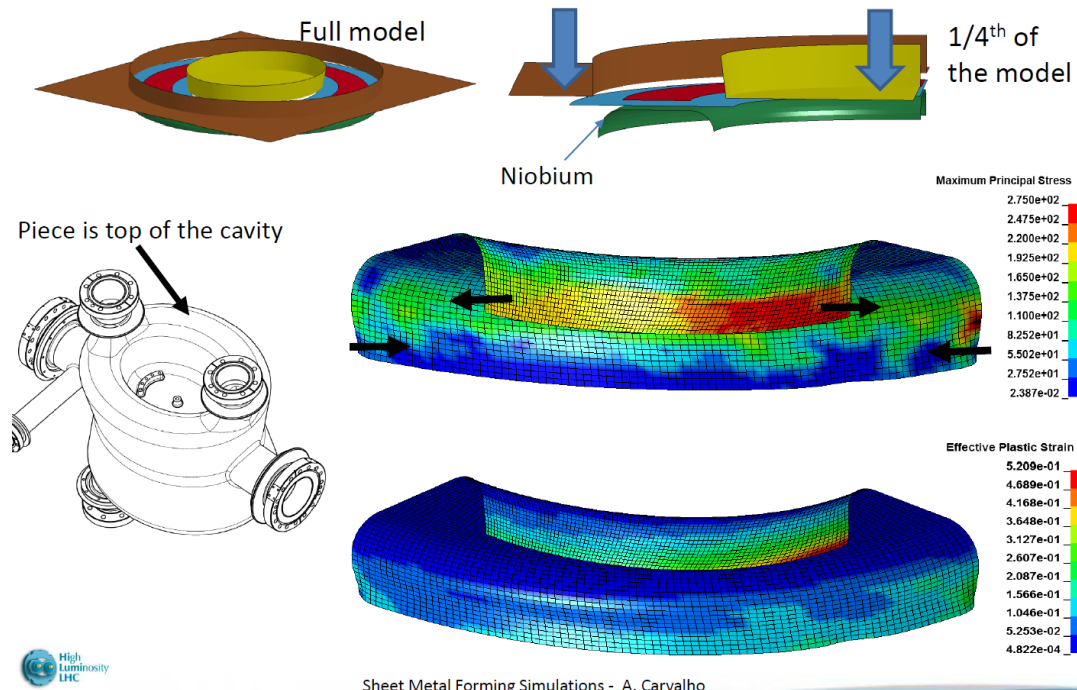 Full model
1/4th of
the model
Niobium
Piece is top of the cavity
Maximum Principal Stress
2.750e+02
2.475e+02
2.200e+02
1.925e+02
1.650e+02
1.375e+02
1.100e+02
8.252e+01
5.502e+01
2.752e+01
2.387e-02
Effective Plastic Strain
5.209e-01
4.689e-01
4.168e-01
3.648e-01
3.127e-01
2.607e-01
2.087e-01
1.566e-01
1.046e-01
5.253e-02
4.822e-04
High
Luminosity
LHC
Sheet Metal Forming Simulations - A. Carvalho